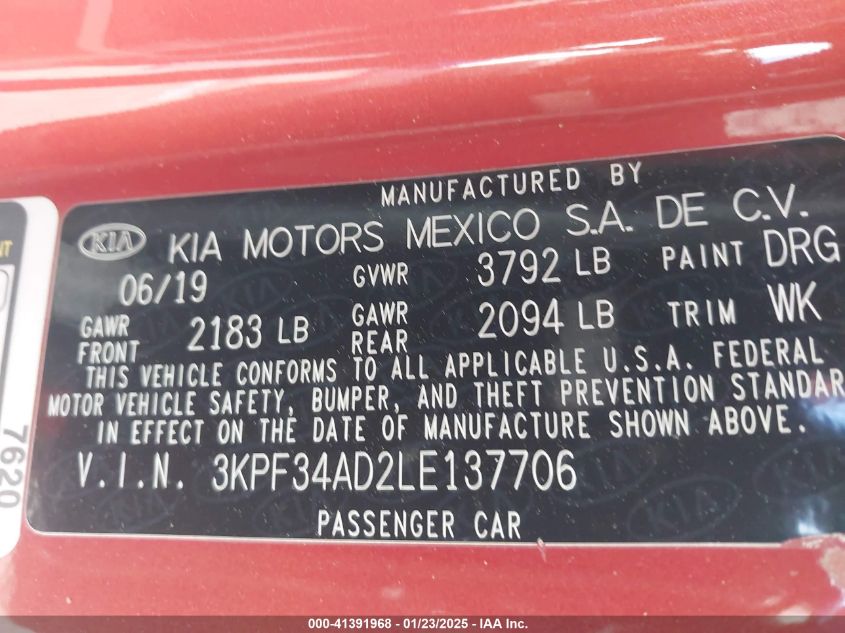 MANUFACTURED BY
KIA KIA MOTORS MEXICO S.A. DE C.V.
06/19 GVWR 3792 LB PAINT DRG
GAWR FRONT 2183 LB GAWR REAR 2094 LB TRIM WK
THIS VEHICLE CONFORMS TO ALL APPLICABLE U.S.A. FEDERAL
MOTOR VEHICLE SAFETY, BUMPER, AND THEFT PREVENTION STANDAR
IN EFFECT ON THE DATE OF MANUFACTURE SHOWN ABOVE.
V.I.N. 3KPF34AD2LE137706
PASSENGER CAR
7620
000-41391968 - 01/23/2025 - IAA Inc.